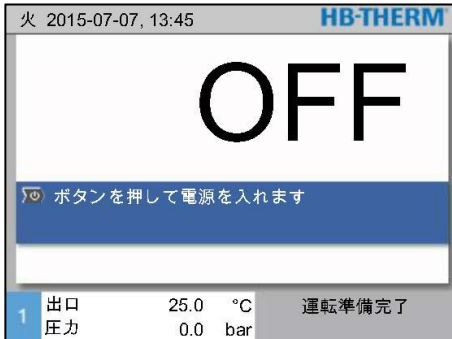 火 2015-07-07, 13:45 HB-THERM
OFF
ボタンを押して電源を入れます
1 出口 25.0 °C 運転準備完了
圧力 0.0 bar